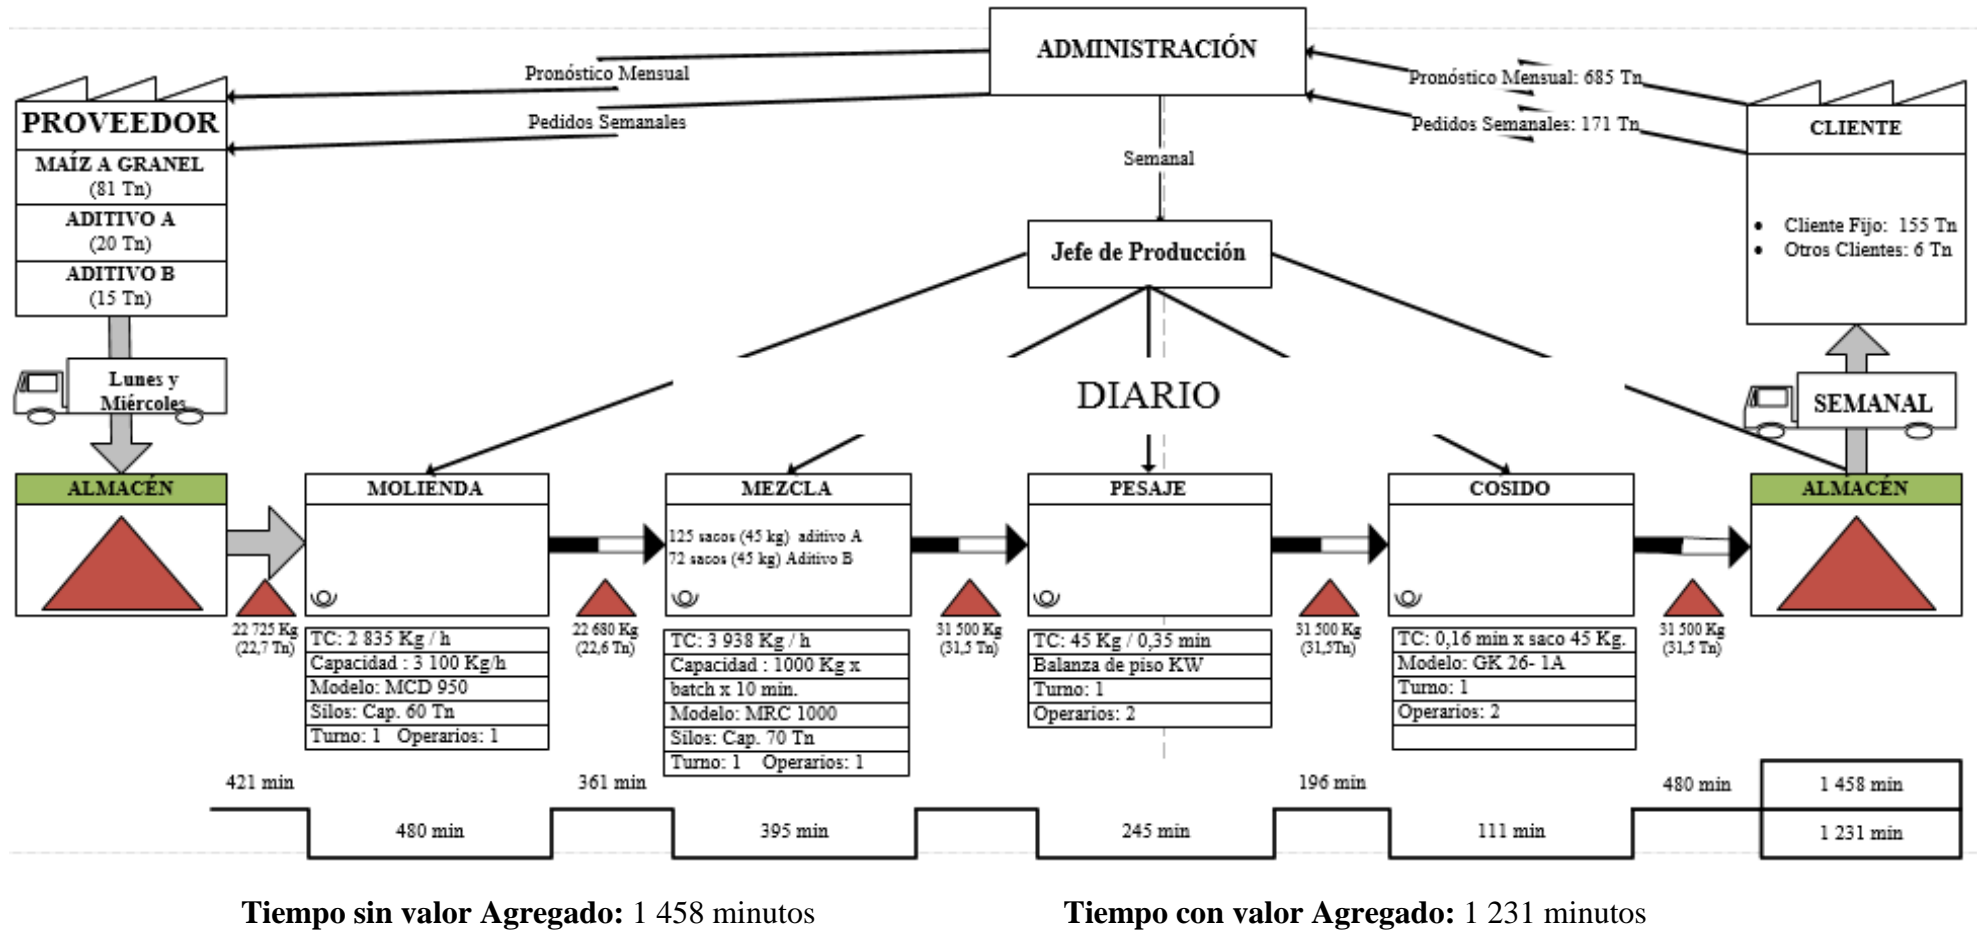 ADMINISTRACIÓN
Pronóstico Mensual
Pedidos Semanales
Pronóstico Mensual: 685 Tn
Pedidos Semanales: 171 Tn
PROVEEDOR
MAÍZ A GRANEL
(81 Tn)
ADITIVO A
(20 Tn)
ADITIVO B
(15 Tn)
CLIENTE
• Cliente Fijo: 155 Tn
• Otros Clientes: 6 Tn
Semanal
Jefe de Producción
Lunes y
Miércoles
DIARIO
SEMANAL
ALMACÉN
MOLIENDA
MEZCLA
125 sacos (45 kg) aditivo A
72 sacos (45 kg) Aditivo B
PESAJE
COSIDO
ALMACÉN
22 725 Kg
(22,7 Tn)
TC: 2 835 Kg / h
Capacidad : 3 100 Kg/h
Modelo: MCD 950
Silos: Cap. 60 Tn
Turno: 1 Operarios: 1
22 680 Kg
(22,6 Tn)
TC: 3 938 Kg / h
Capacidad : 1000 Kg x
batch x 10 min.
Modelo: MRC 1000
Silos: Cap. 70 Tn
Turno: 1 Operarios: 1
31 500 Kg
(31,5 Tn)
TC: 45 Kg / 0,35 min
Balanza de piso KW
Turno: 1
Operarios: 2
31 500 Kg
(31,5Tn)
TC: 0,16 min x saco 45 Kg.
Modelo: GK 26- 1A
Turno: 1
Operarios: 2
31 500 Kg
(31,5 Tn)
421 min
361 min
196 min
480 min
1 458 min
480 min
395 min
245 min
111 min
1 231 min
Tiempo sin valor Agregado: 1 458 minutos
Tiempo con valor Agregado: 1 231 minutos